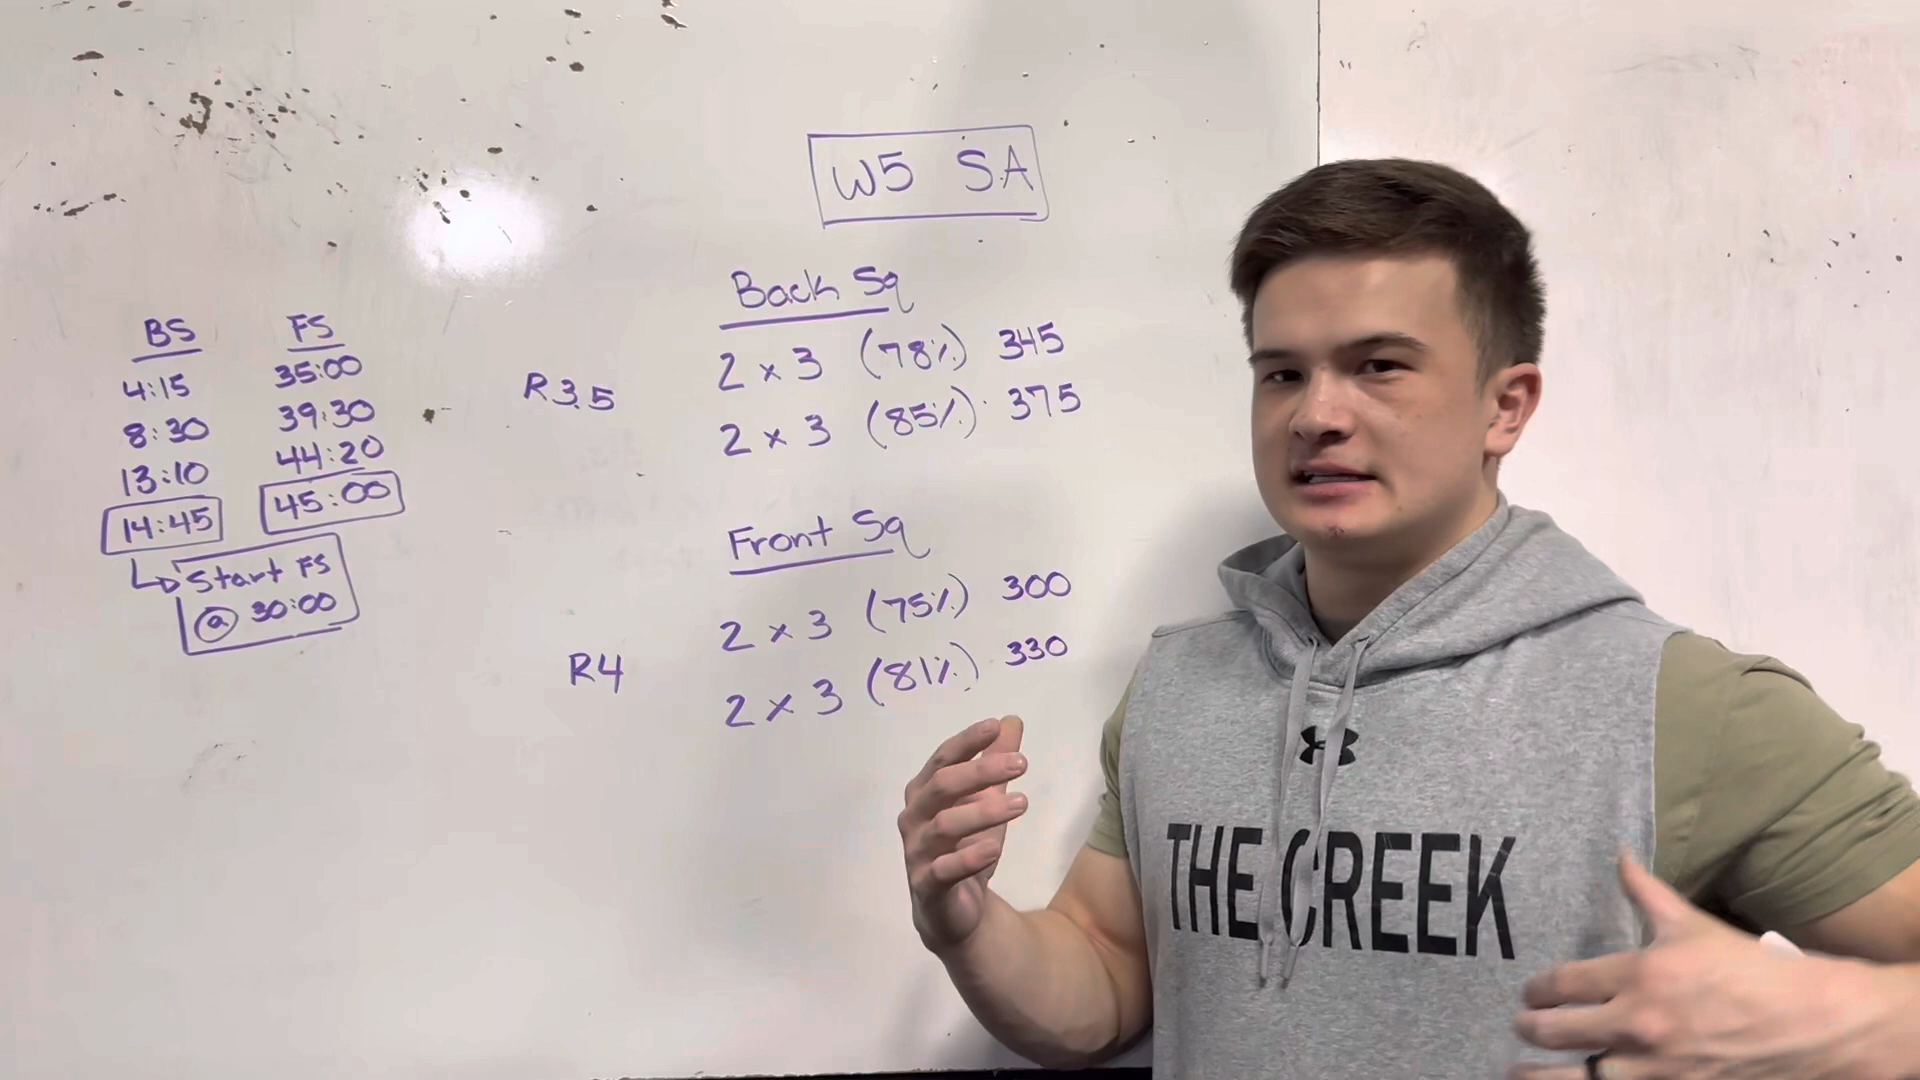 W5 SA
BS
4:15
8:30
13:10
14:45
Start FS
@ 30:00
FS
35:00
39:30
44:20
45:00
R3.5
Back Sq
2 x 3 (78%) 345
2 x 3 (85%) 375
R4
Front Sq
2 x 3 (75%) 300
2 x 3 (81%) 330
THE CREEK